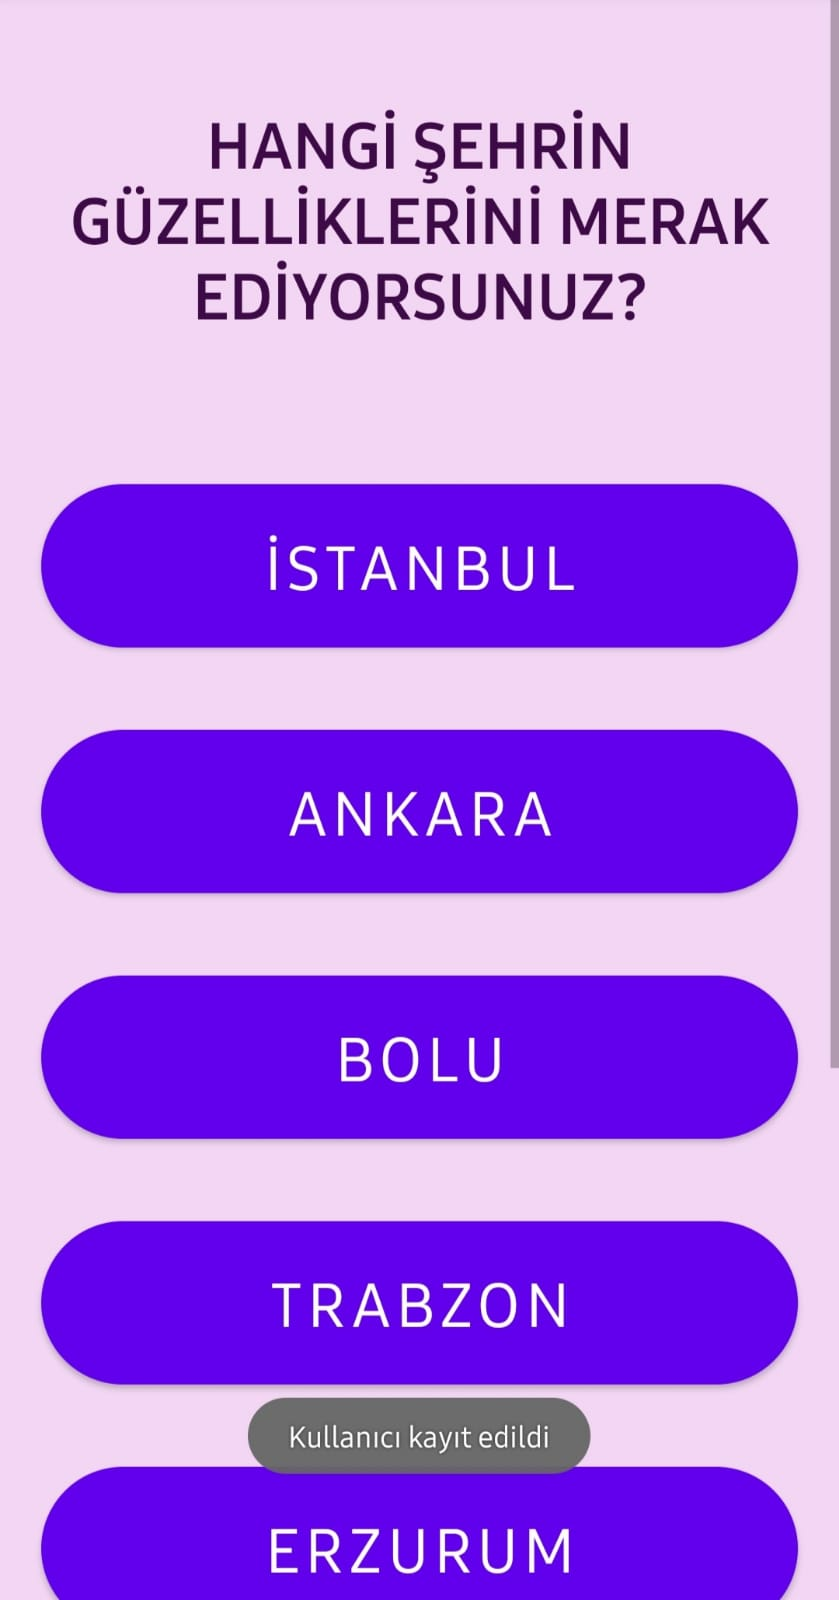 HANGİ ŞEHRİN
GÜZELLİKLERİNİ MERAK
EDİYORSUNUZ?
İSTANBUL
ANKARA
BOLU
TRABZON
Kullanıcı kayıt edildi
ERZURUM